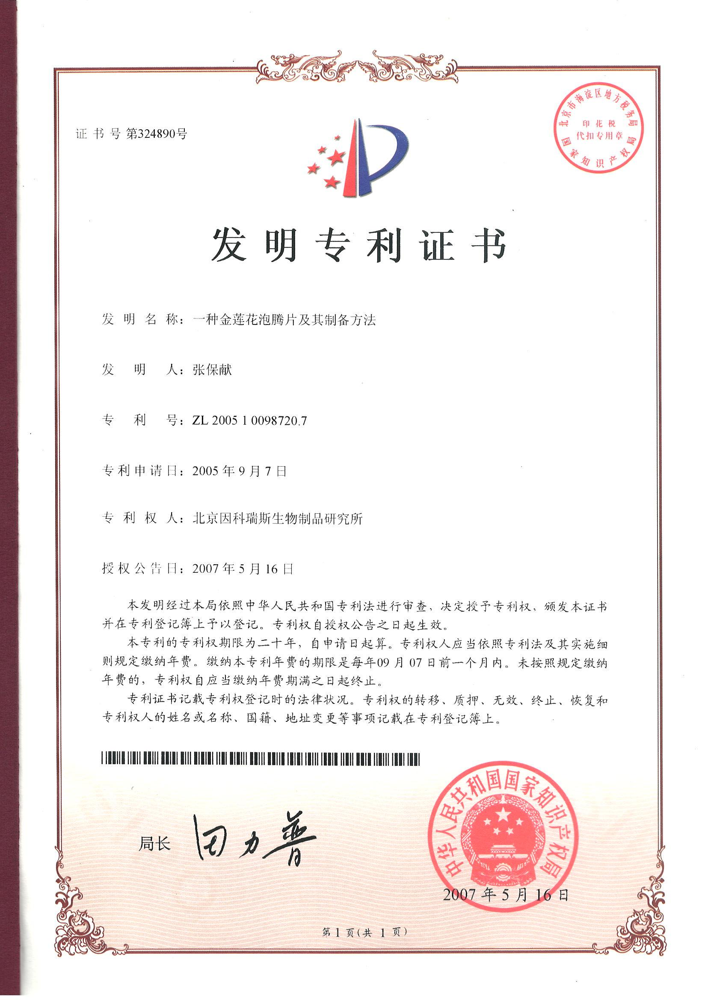 证书号第324890号
北京市海淀区地方税务局
印花税
代扣专用章
国家知识产权局
发明专利证书
发明名称：一种金莲花泡腾片及其制备方法
发明人：张保献
专利号：ZL 2005 1 0098720.7
专利申请日：2005年9月7日
专利权人：北京因科瑞斯生物制品研究所
授权公告日：2007年5月16日
本发明经过本局依照中华人民共和国专利法进行审查，决定授予专利权，颁发本证书
并在专利登记簿上予以登记。专利权自授权公告之日起生效。
本专利的专利权期限为二十年，自申请日起算。专利权人应当依照专利法及其实施细
则规定缴纳年费。缴纳本专利年费的期限是每年09月07日前一个月内。未按照规定缴纳
年费的，专利权自应当缴纳年费期满之日起终止。
专利证书记载专利权登记时的法律状况。专利权的转移、质押、无效、终止、恢复和
专利权人的姓名或名称、国籍、地址变更等事项记载在专利登记簿上。
局长 田力普
中华人民共和国国家知识产权局
2007年5月16日
第1页(共1页)